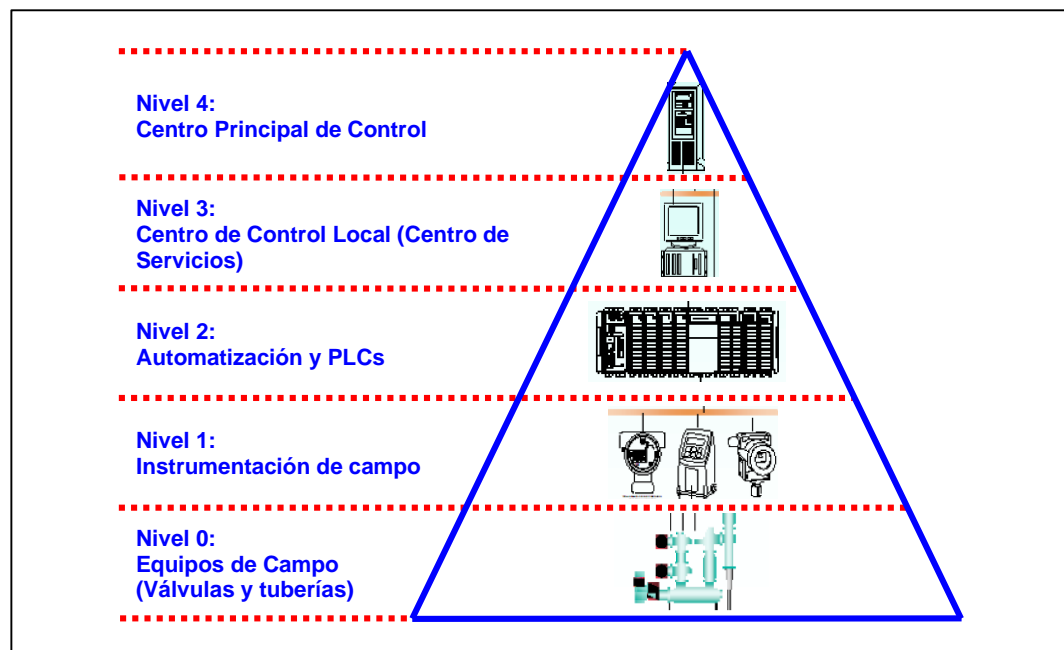 Nivel 4:
Centro Principal de Control
Nivel 3:
Centro de Control Local (Centro de
Servicios)
Nivel 2:
Automatización y PLCs
Nivel 1:
Instrumentación de campo
Nivel 0:
Equipos de Campo
(Válvulas y tuberías)